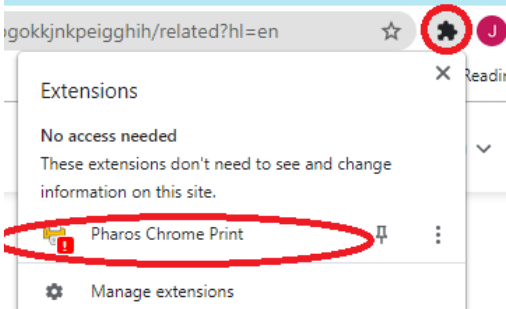 ogokkjnkpeigghih/related?hl=en
J
Extensions
Readin
No access needed
These extensions don't need to see and change
information on this site.
Pharos Chrome Print
Manage extensions